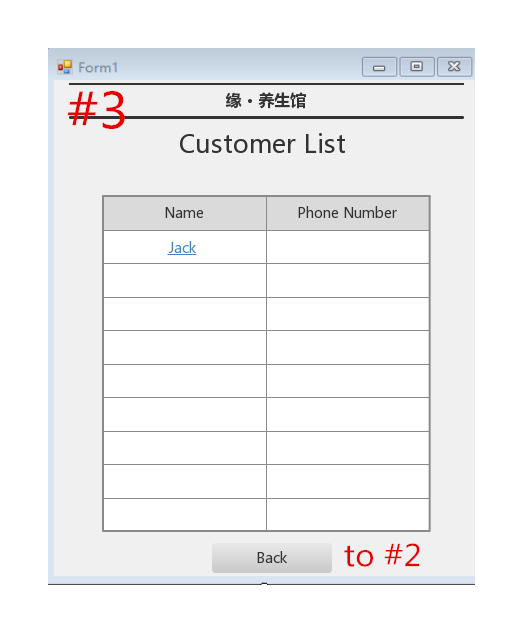 Form1
#3
缘·养生馆
Customer List
Name Phone Number
Jack
Back to #2